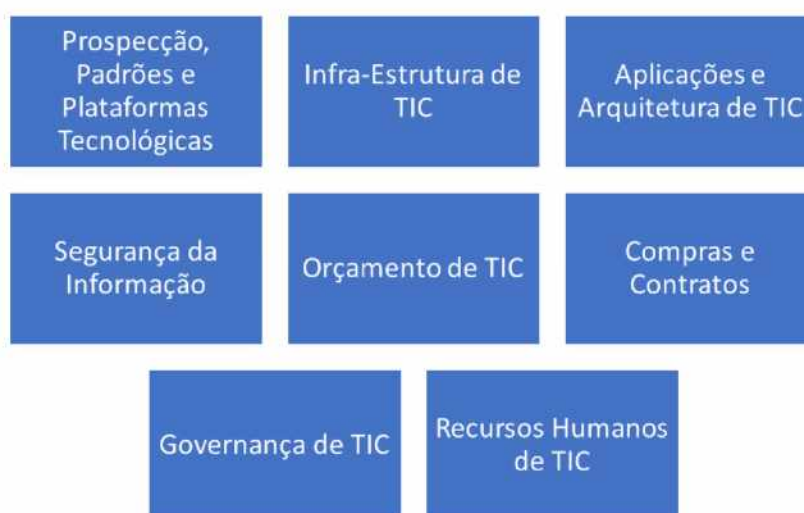 Prospecção,
Padrões e
Plataformas
Tecnológicas
Infra-Estrutura de
TIC
Aplicações e
Arquitetura de TIC
Segurança da
Informação
Orçamento de TIC
Compras e
Contratos
Governança de TIC
Recursos Humanos
de TIC